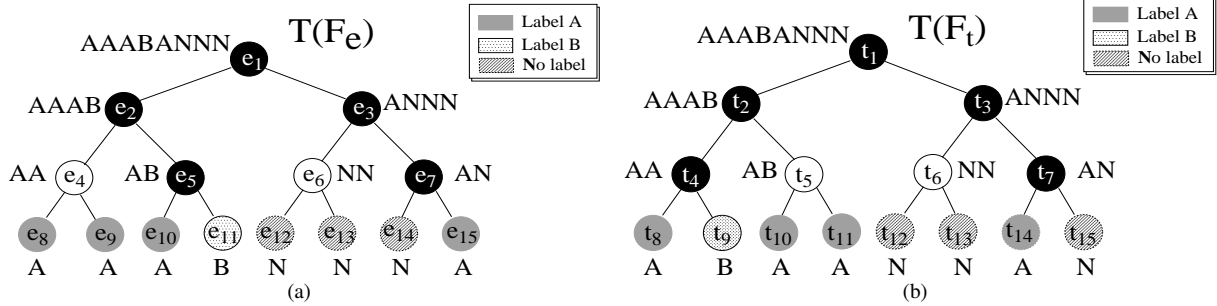 T(Fe)
Label A
Label B
No label
AAABANNN
e1
AAAB
e2
e3
ANNN
AA
e4
AB
e5
e6
NN
e7
AN
e8
e9
e10
e11
e12
e13
e14
e15
A
A
A
B
N
N
N
A
(a)
T(Ft)
Label A
Label B
No label
AAABANNN
t1
AAAB
t2
t3
ANNN
AA
t4
AB
t5
t6
NN
t7
AN
t8
t9
t10
t11
t12
t13
t14
t15
A
B
A
A
N
N
A
N
(b)